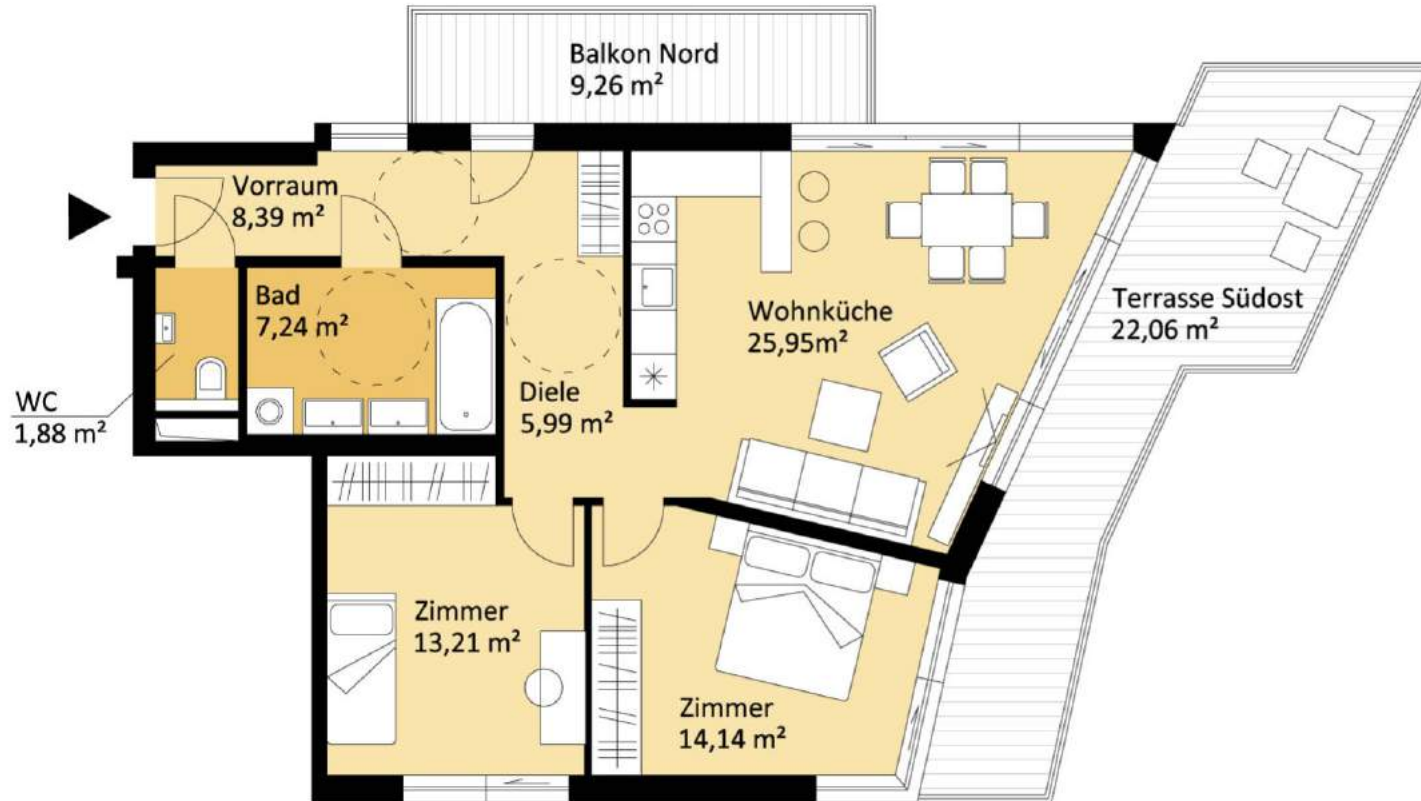 Balkon Nord
9,26 m²
Vorraum
8,39 m²
Bad
7,24 m²
WC
1,88 m²
Diele
5,99 m²
Wohnküche
25,95m²
Terrasse Südost
22,06 m²
Zimmer
13,21 m²
Zimmer
14,14 m²